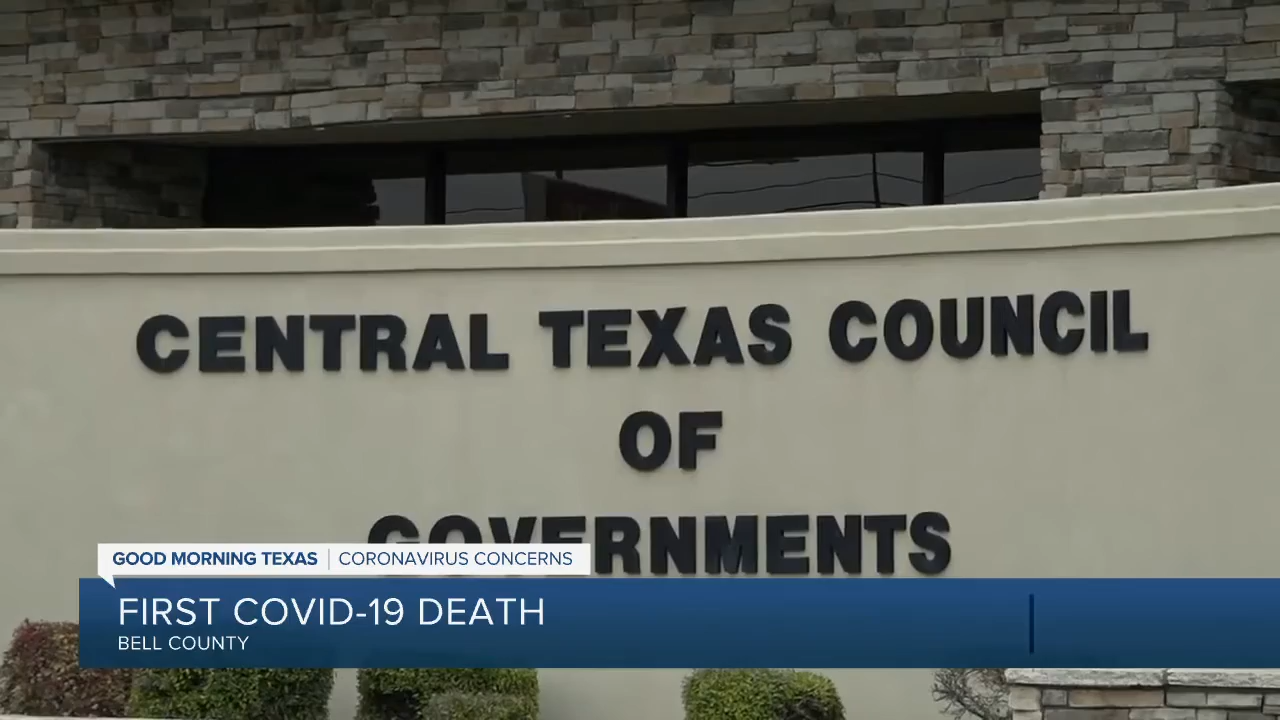 CENTRAL TEXAS COUNCIL
OF
GOVERNMENTS
GOOD MORNING TEXAS | CORONAVIRUS CONCERNS
FIRST COVID-19 DEATH
BELL COUNTY